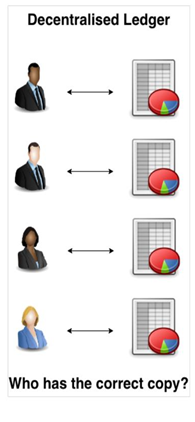 Decentralised Ledger
Who has the correct copy?